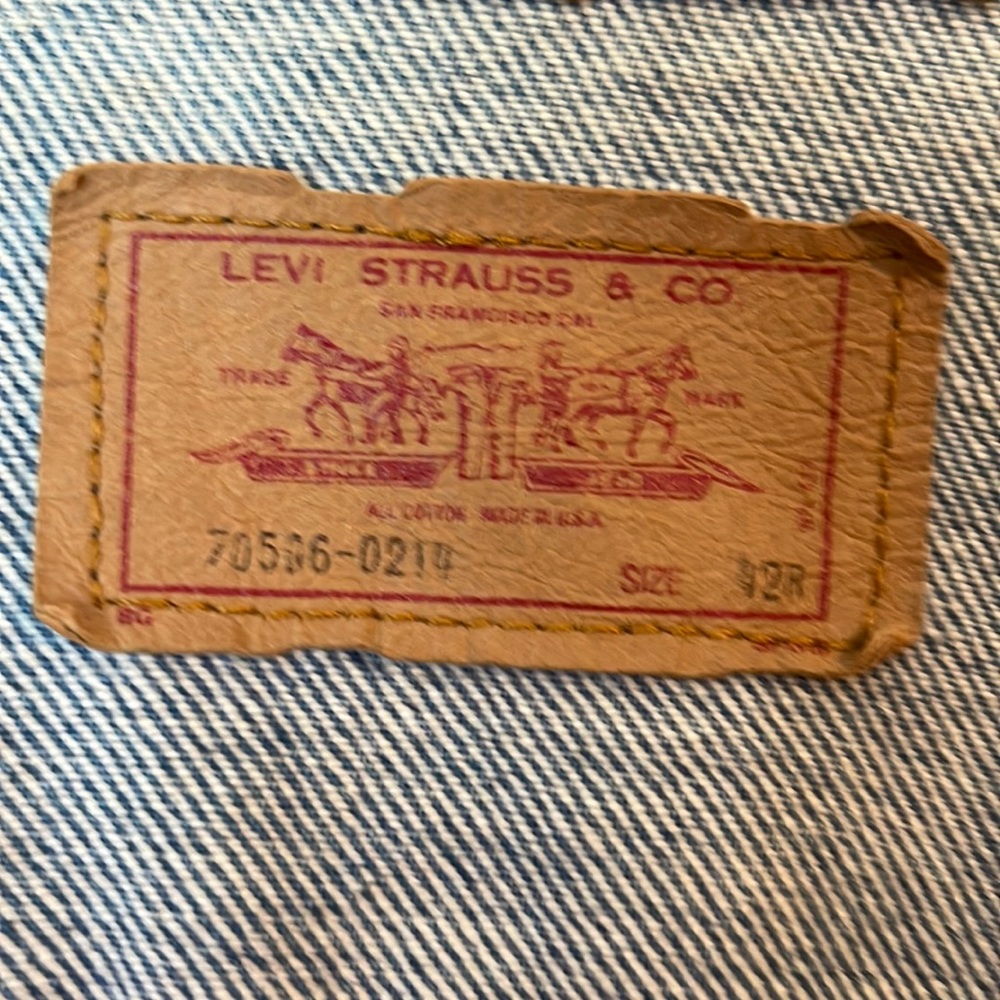 LEVI STRAUSS & CO
SAN FRANCISCO CAL
TRADE MARK
ALL COTTON MADE IN U.S.A.
70506-0214
SIZE 42R